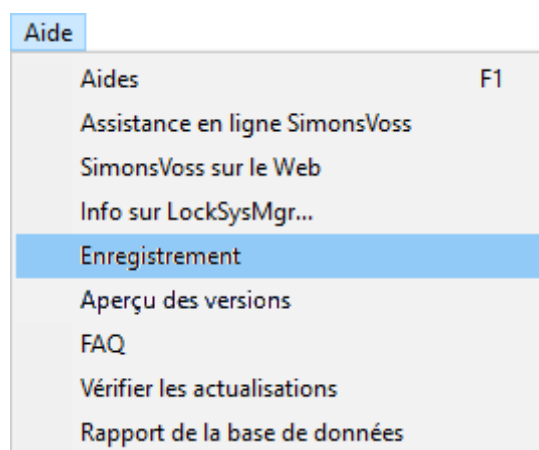 Aide
Aides F1
Assistance en ligne SimonsVoss
SimonsVoss sur le Web
Info sur LockSysMgr...
Enregistrement
Aperçu des versions
FAQ
Vérifier les actualisations
Rapport de la base de données